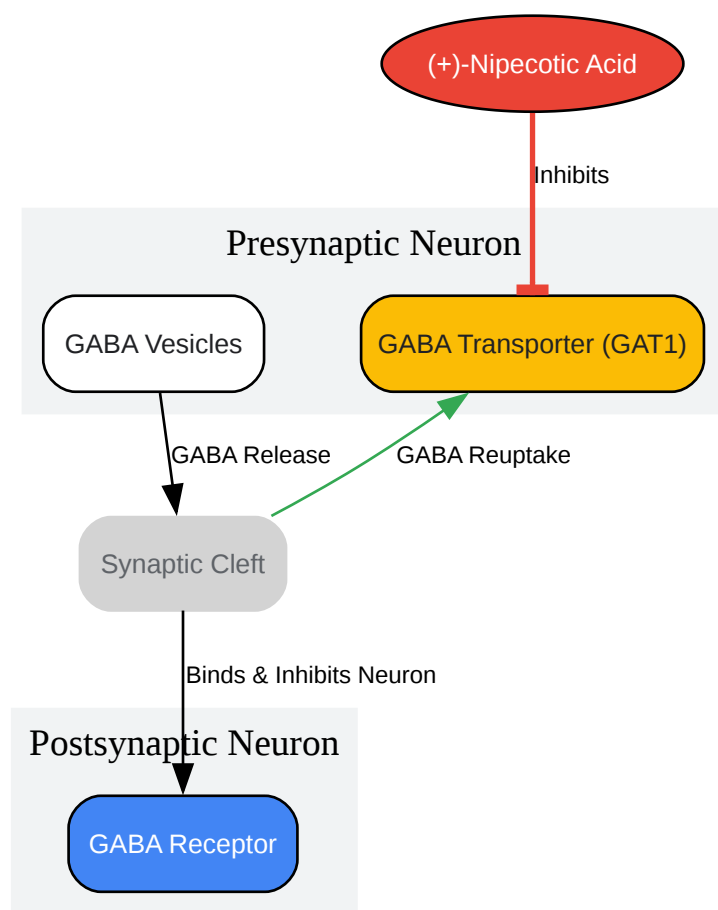 (+)-Nipecotic Acid
Inhibits
Presynaptic Neuron
GABA Vesicles
GABA Transporter (GAT1)
GABA Release
GABA Reuptake
Synaptic Cleft
Binds & Inhibits Neuron
Postsynaptic Neuron
GABA Receptor